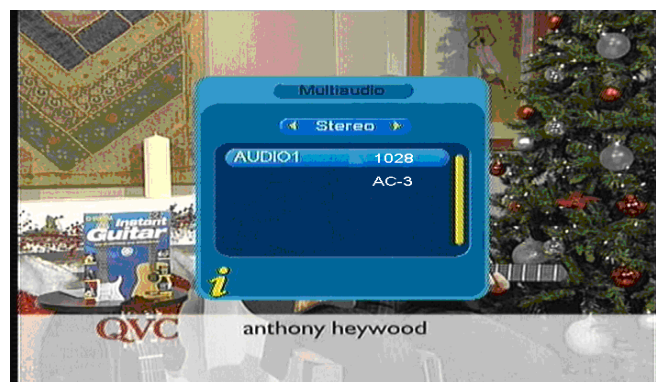 Multiaudio
Stereo
AUDIO1 1028
AC-3
Instant
Guitar
i
QVC
anthony heywood